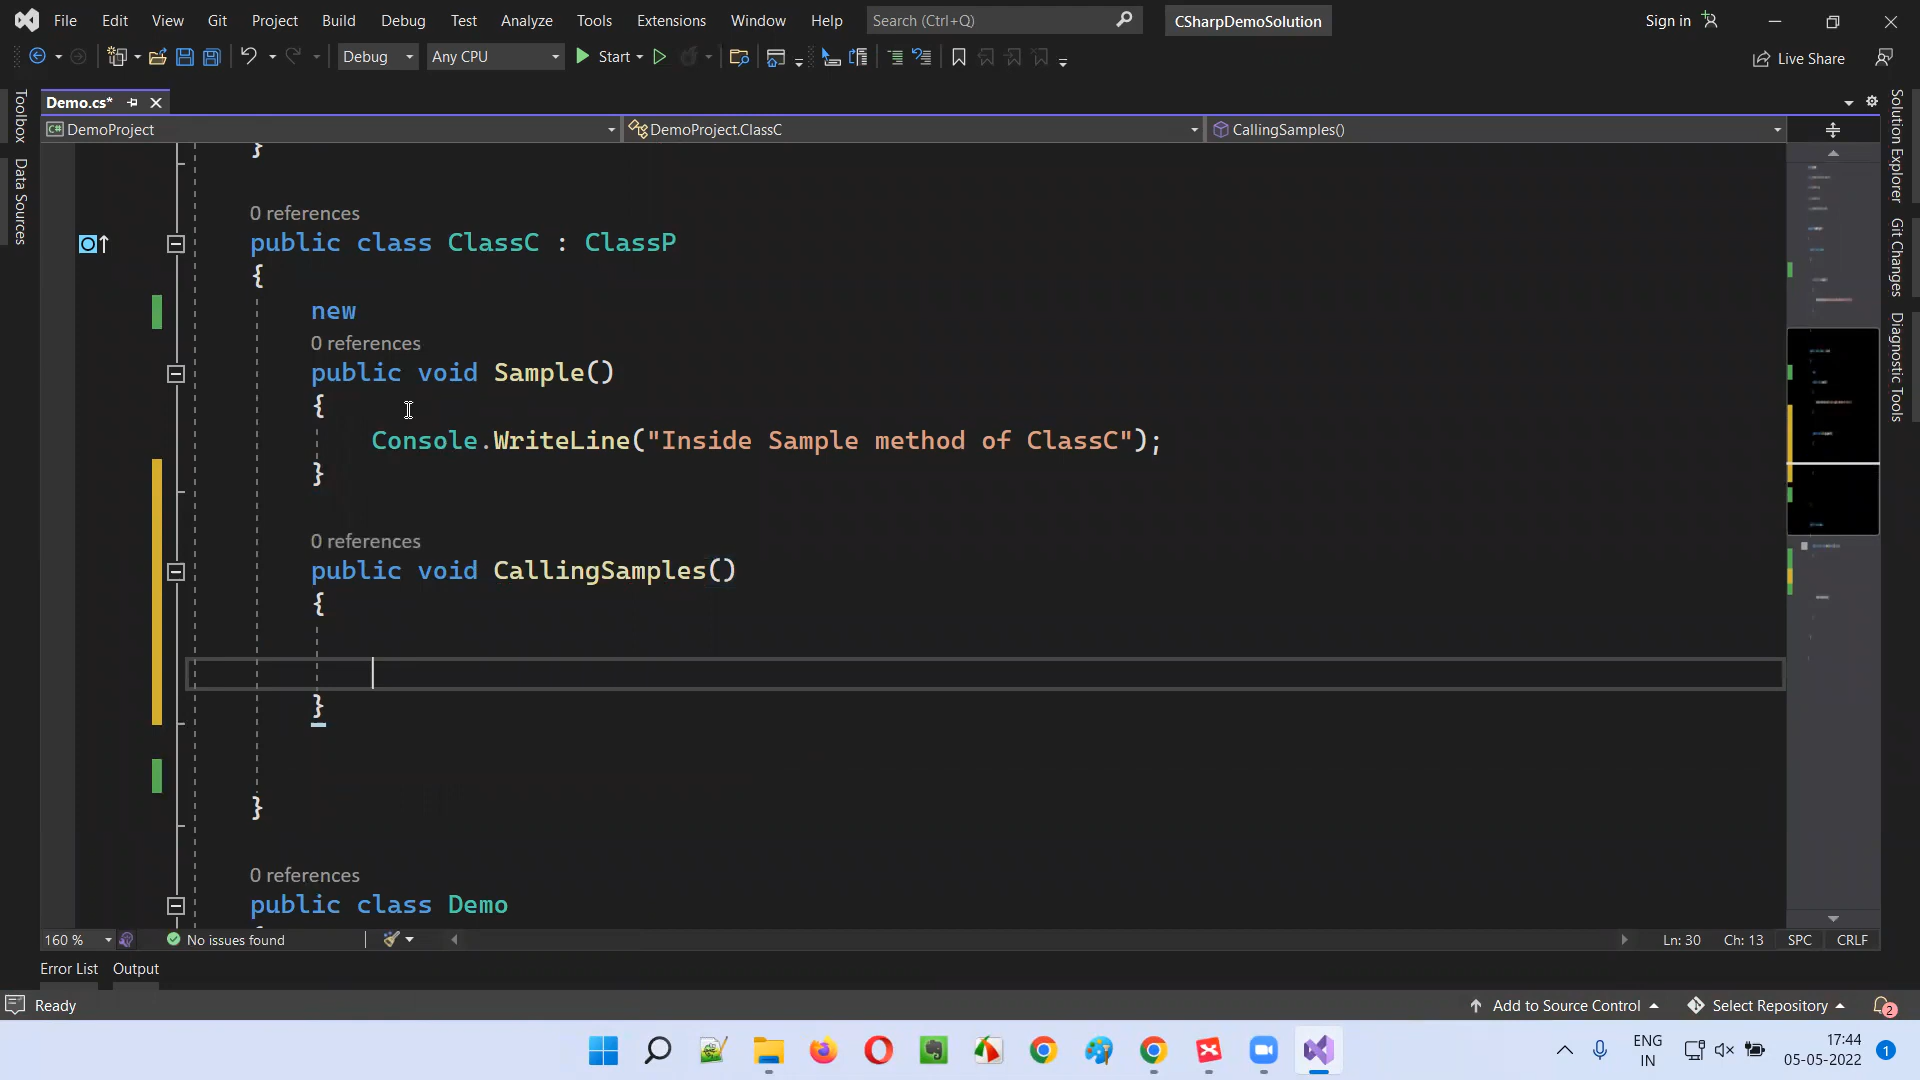 File Edit View Git Project Build Debug Test Analyze Tools Extensions Window Help Search (Ctrl+Q) CSharpDemoSolution Sign in
Debug Any CPU Start Live Share
Demo.cs*
DemoProject DemoProject.ClassC CallingSamples()
Toolbox
Data Sources
Solution Explorer
Git Changes
Diagnostic Tools
}
0 references
public class ClassC : ClassP
{
new
0 references
public void Sample()
{
Console.WriteLine("Inside Sample method of ClassC");
}
0 references
public void CallingSamples()
{
}
}
0 references
public class Demo
160 % No issues found Ln: 30 Ch: 13 SPC CRLF
Error List Output
Ready Add to Source Control Select Repository 2
ENG
IN
17:44
05-05-2022
1